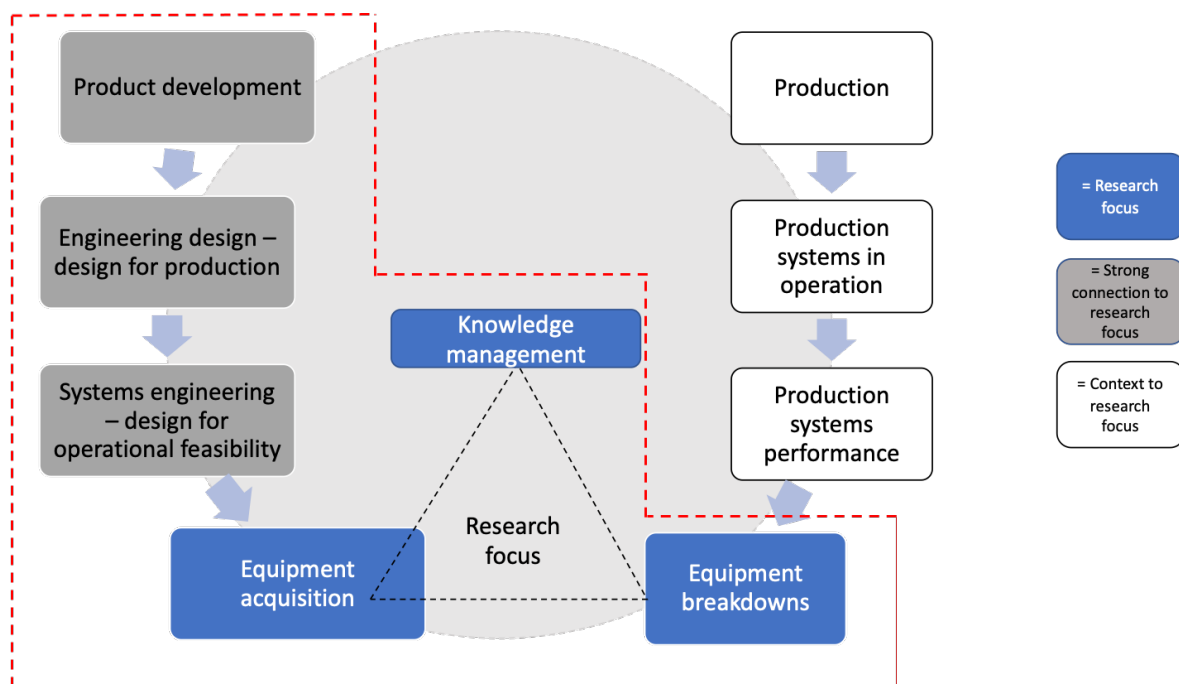 Product development
Engineering design –
design for production
Systems engineering
– design for
operational feasibility
Equipment
acquisition
Knowledge
management
Research
focus
Production
Production
systems in
operation
Production
systems
performance
Equipment
breakdowns
= Research
focus
= Strong
connection to
research
focus
= Context to
research
focus